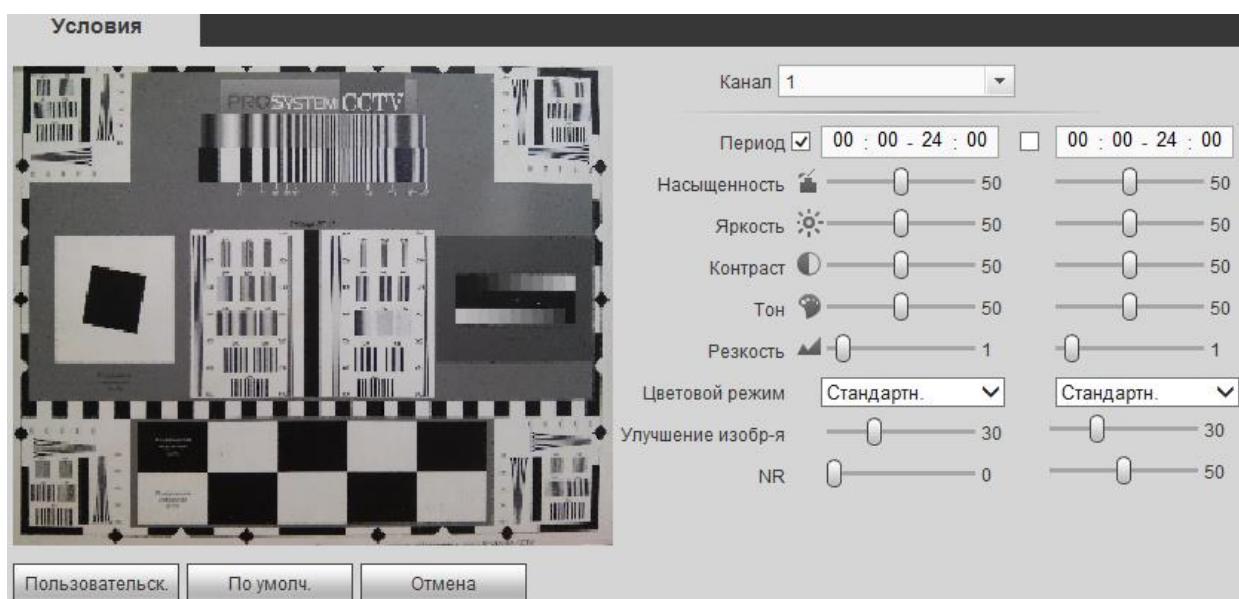 Условия
PROSYSTEM CCTV
Канал 1
Период 00 : 00 - 24 : 00 00 : 00 - 24 : 00
Насыщенность 50 50
Яркость 50 50
Контраст 50 50
Тон 50 50
Резкость 1 1
Цветовой режим Стандартн. Стандартн.
Улучшение изобр-я 30 30
NR 0 50
Пользовательск. По умолч. Отмена